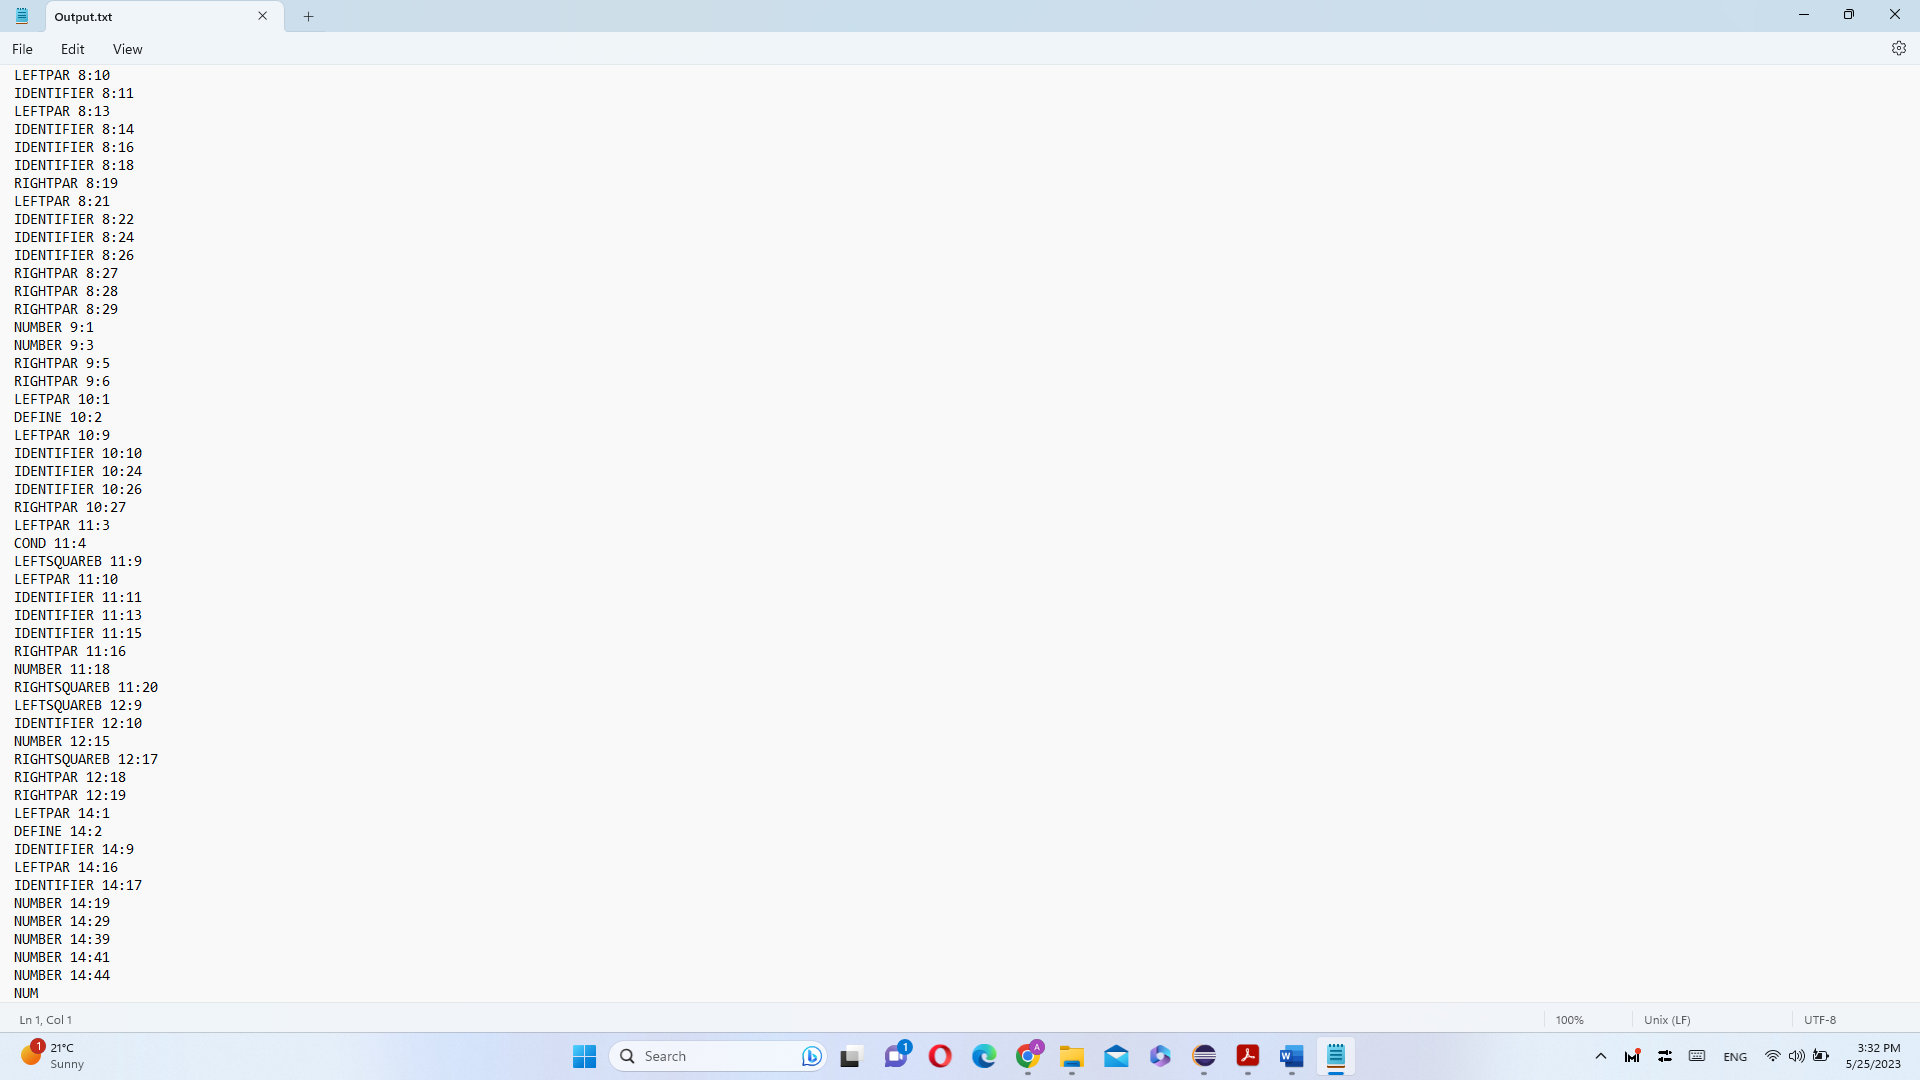 Output.txt
File Edit View
LEFTPAR 8:10
IDENTIFIER 8:11
LEFTPAR 8:13
IDENTIFIER 8:14
IDENTIFIER 8:16
IDENTIFIER 8:18
RIGHTPAR 8:19
LEFTPAR 8:21
IDENTIFIER 8:22
IDENTIFIER 8:24
IDENTIFIER 8:26
RIGHTPAR 8:27
RIGHTPAR 8:28
RIGHTPAR 8:29
NUMBER 9:1
NUMBER 9:3
RIGHTPAR 9:5
RIGHTPAR 9:6
LEFTPAR 10:1
DEFINE 10:2
LEFTPAR 10:9
IDENTIFIER 10:10
IDENTIFIER 10:24
IDENTIFIER 10:26
RIGHTPAR 10:27
LEFTPAR 11:3
COND 11:4
LEFTSQUAREB 11:9
LEFTPAR 11:10
IDENTIFIER 11:11
IDENTIFIER 11:13
IDENTIFIER 11:15
RIGHTPAR 11:16
NUMBER 11:18
RIGHTSQUAREB 11:20
LEFTSQUAREB 12:9
IDENTIFIER 12:10
NUMBER 12:15
RIGHTSQUAREB 12:17
RIGHTPAR 12:18
RIGHTPAR 12:19
LEFTPAR 14:1
DEFINE 14:2
IDENTIFIER 14:9
LEFTPAR 14:16
IDENTIFIER 14:17
NUMBER 14:19
NUMBER 14:29
NUMBER 14:39
NUMBER 14:41
NUMBER 14:44
NUM
Ln 1, Col 1 100% Unix (LF) UTF-8
1 21°C
Sunny
Search
1
A
W
ENG
3:32 PM
5/25/2023